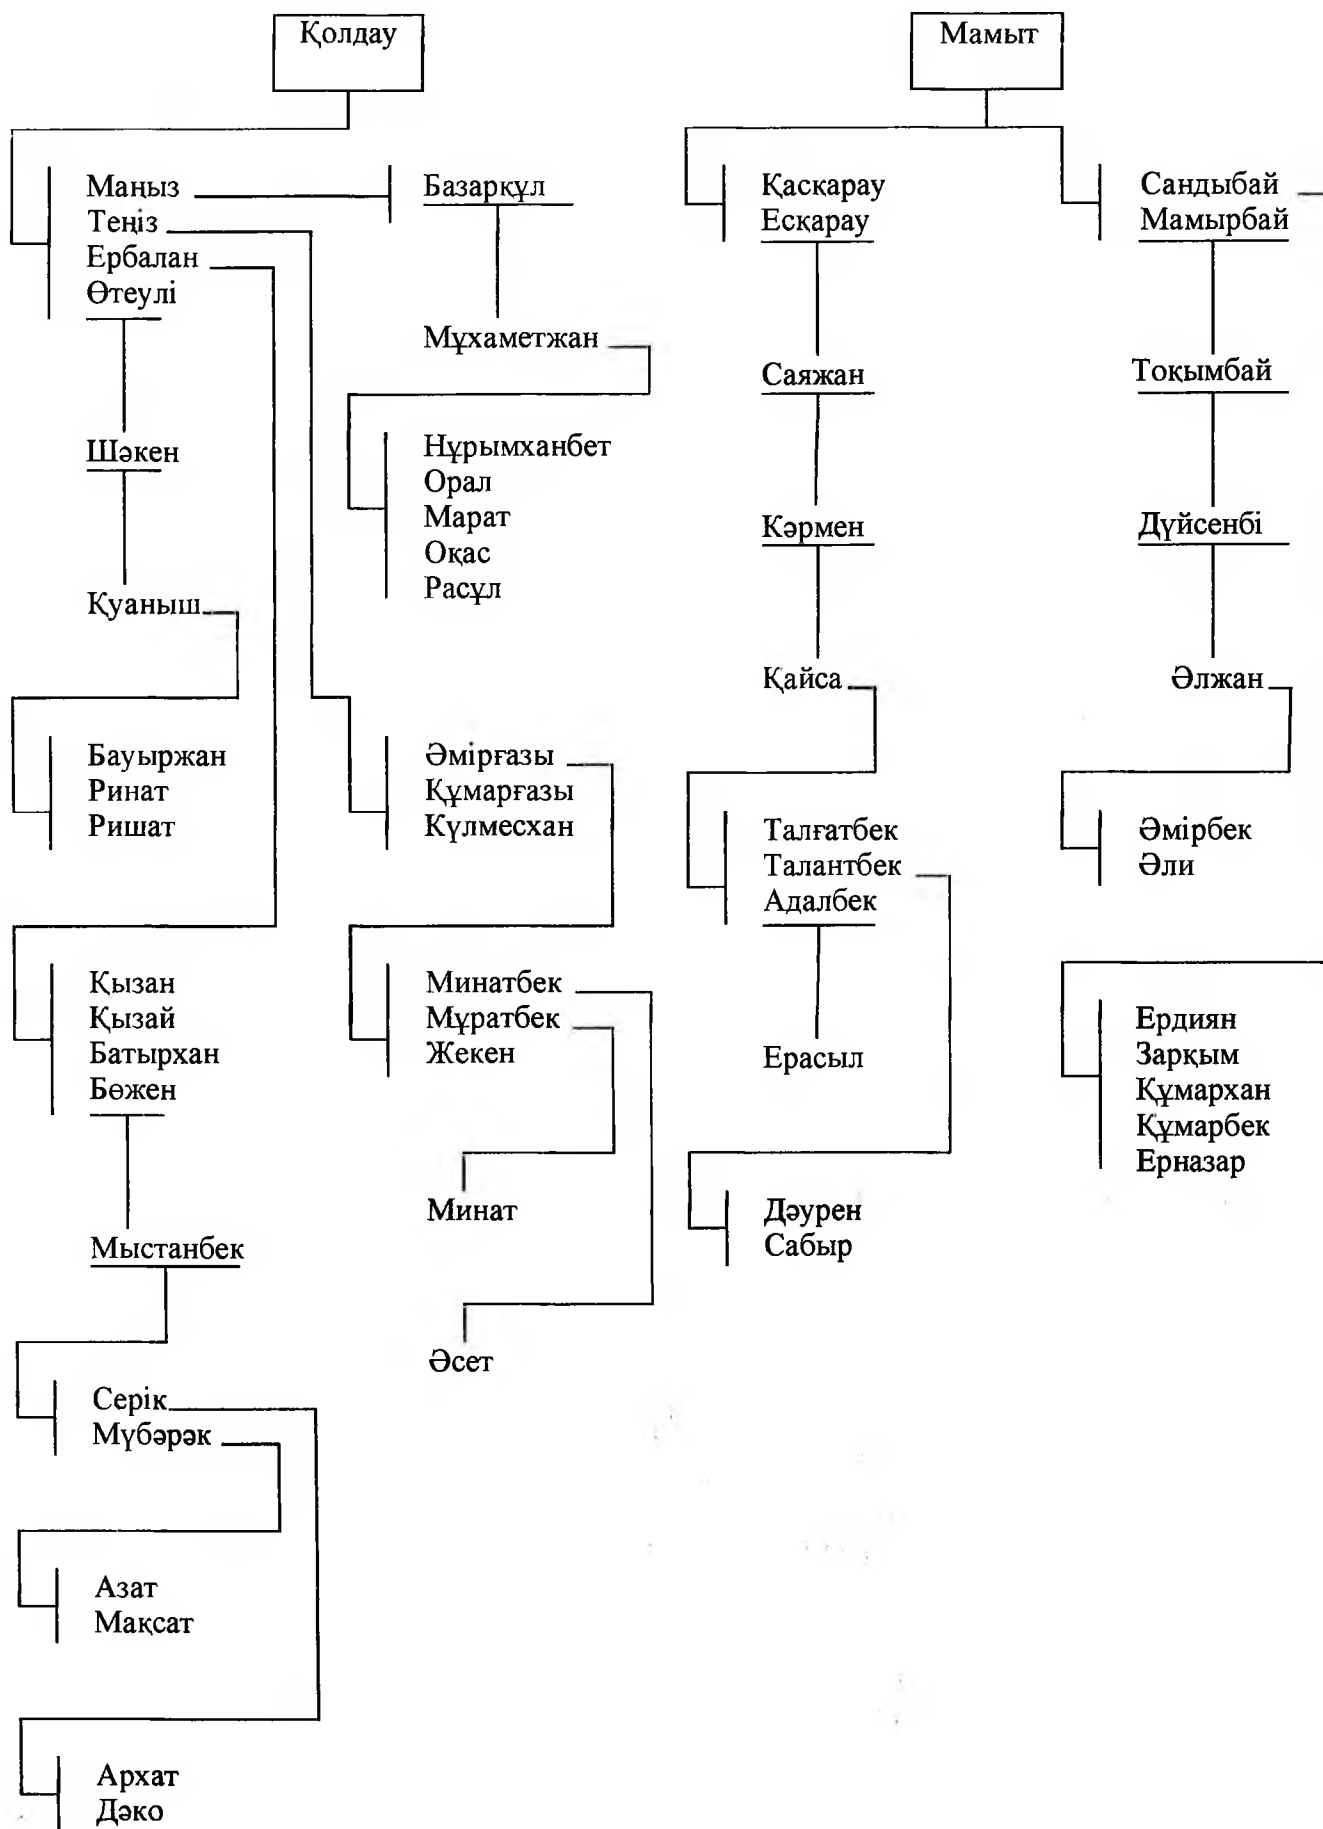 Қолдау
Маңыз
Теңіз
Ербалан
Өтеулі
Базарқұл
Мұхаметжан
Шәкен
Нұрымханбет
Орал
Марат
Оқас
Расұл
Қуаныш
Бауыржан
Ринат
Ришат
Әмірғазы
Құмарғазы
Күлмесхан
Қызан
Қызай
Батырхан
Бөжен
Минатбек
Мұратбек
Жекен
Минат
Мыстанбек
Әсет
Серік
Мүбәрәк
Азат
Мақсат
Архат
Дәко
Мамыт
Қасқарау
Есқарау
Сандыбай
Мамырбай
Саяжан
Тоқымбай
Кәрмен
Дүйсенбі
Қайса
Әлжан
Талғатбек
Талантбек
Адалбек
Әмірбек
Әли
Ерасыл
Ердиян
Зарқым
Құмархан
Құмарбек
Ерназар
Дәурен
Сабыр